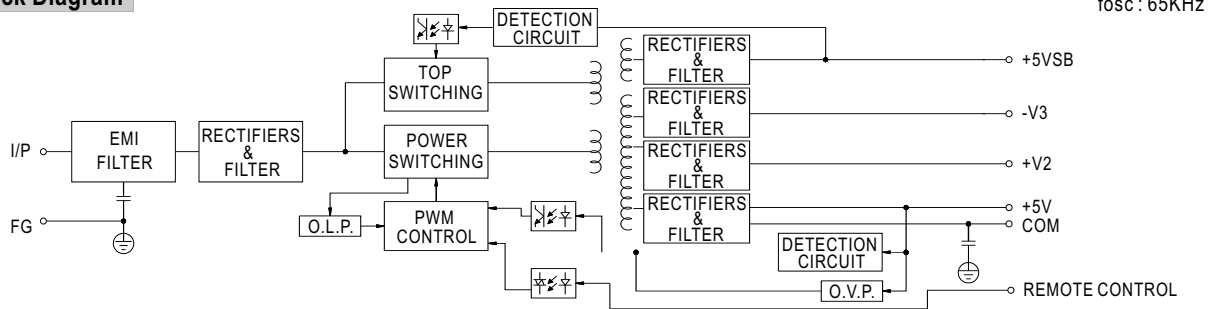 ck Diagram
fosc : 65KHz
DETECTION
CIRCUIT
RECTIFIERS
&
FILTER
+5VSB
TOP
SWITCHING
RECTIFIERS
&
FILTER
-V3
I/P
EMI
FILTER
RECTIFIERS
&
FILTER
POWER
SWITCHING
RECTIFIERS
&
FILTER
+V2
RECTIFIERS
&
FILTER
+5V
COM
FG
O.L.P.
PWM
CONTROL
DETECTION
CIRCUIT
O.V.P.
REMOTE CONTROL